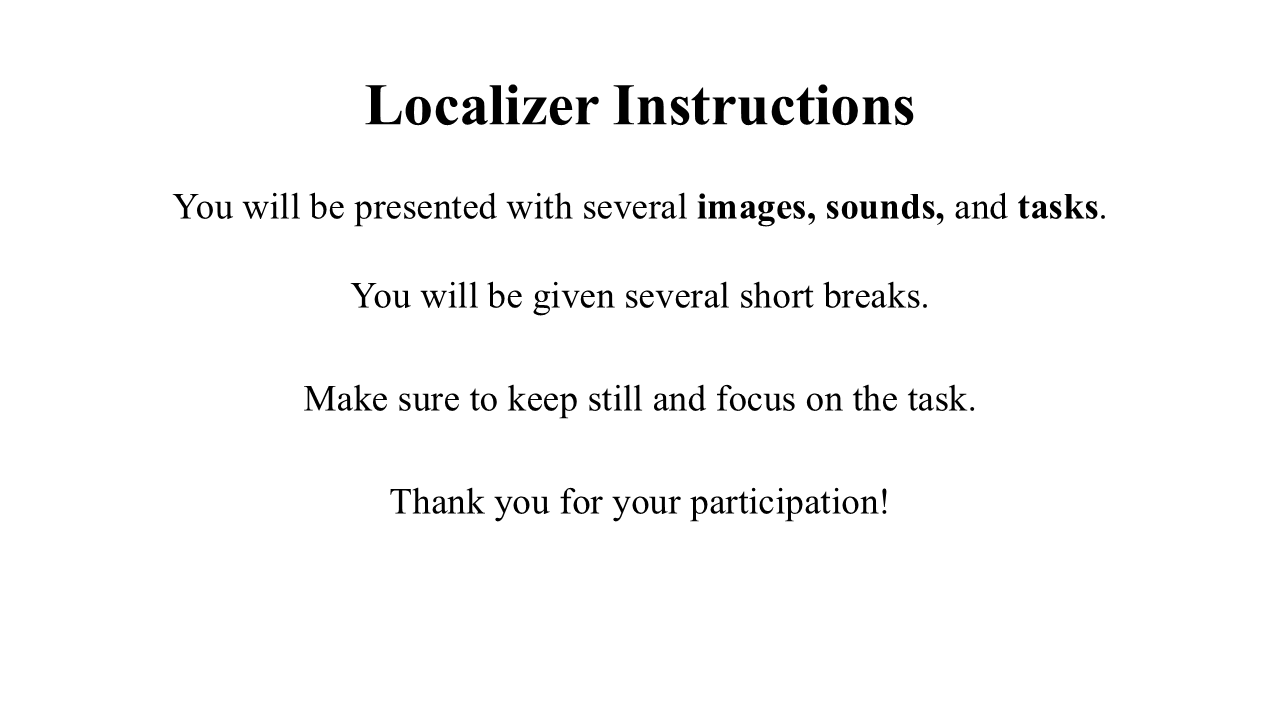 Localizer Instructions
You will be presented with several images, sounds, and tasks.
You will be given several short breaks.
Make sure to keep still and focus on the task.
Thank you for your participation!